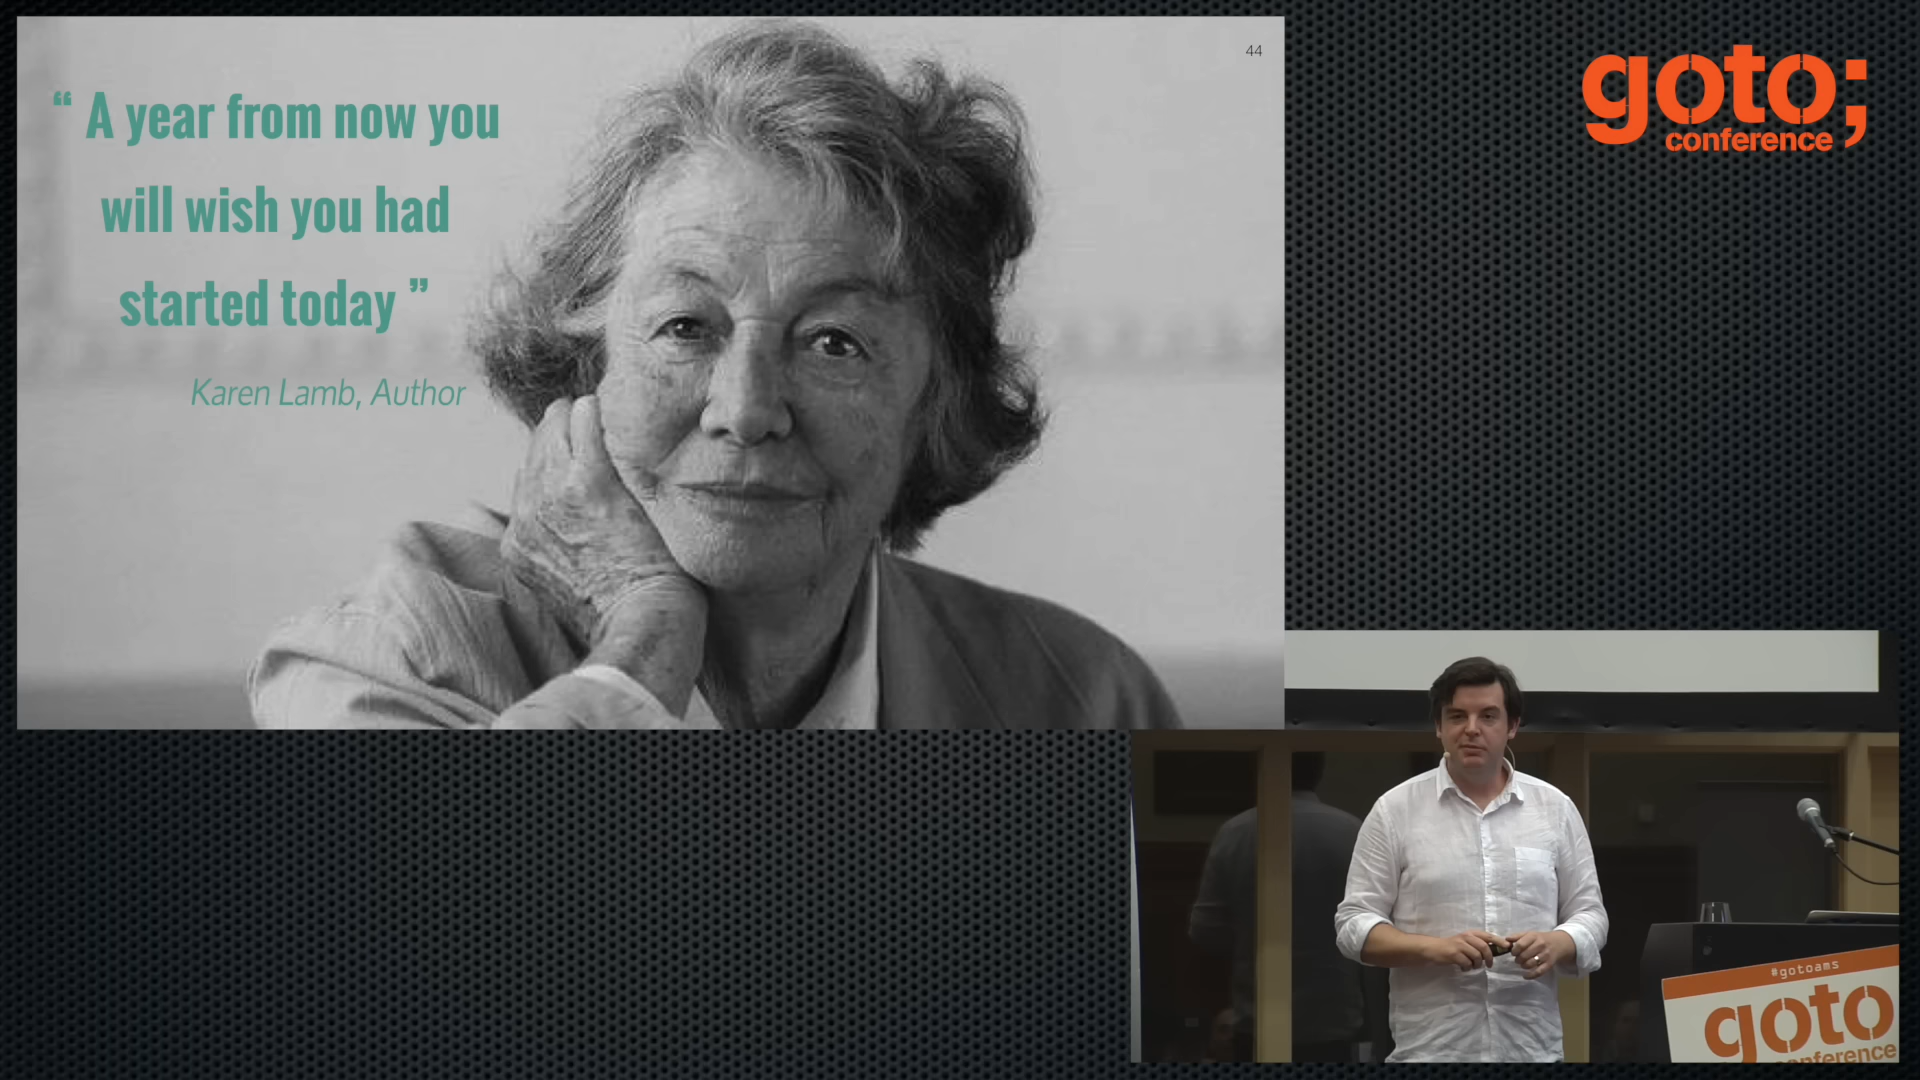 44
“ A year from now you
will wish you had
started today ”
Karen Lamb, Author
goto;
conference
#gotoams
goto
conference